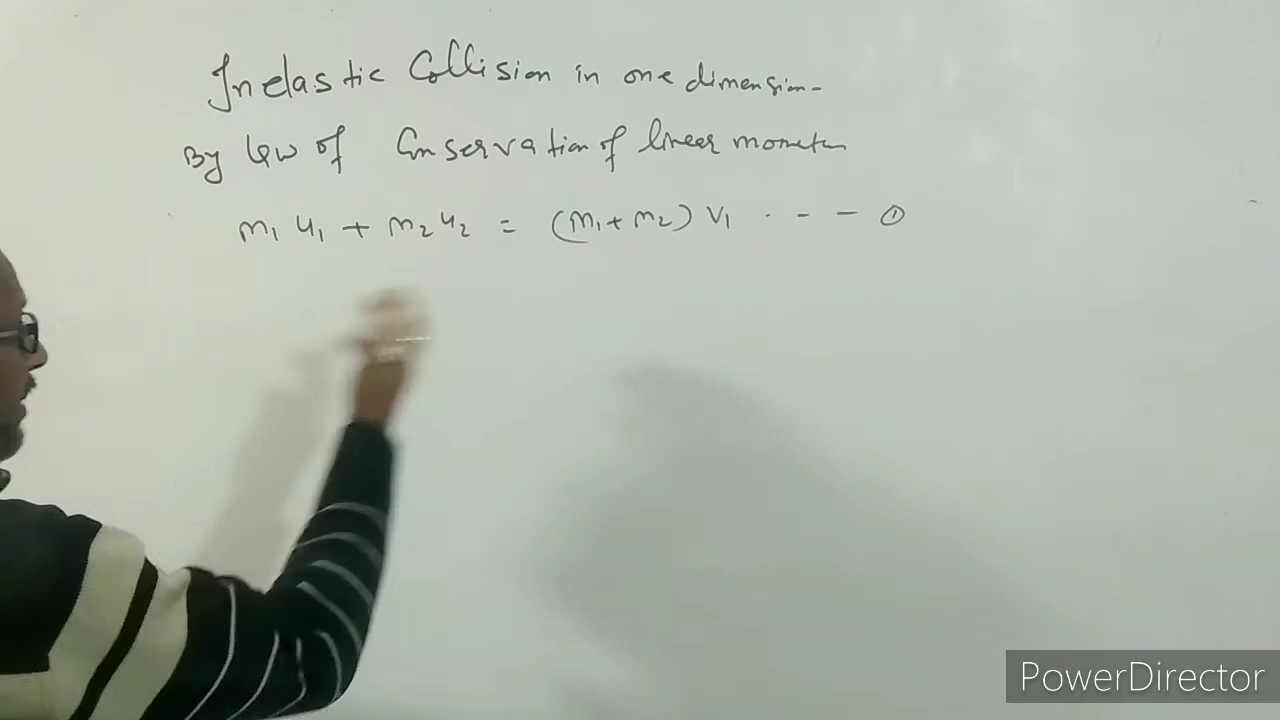 Inelastic Collision in one dimension-
By law of Conservation of linear mometum
m₁ u₁ + m₂ u₂ = (m₁ + m₂) v₁ - - - ①
PowerDirector